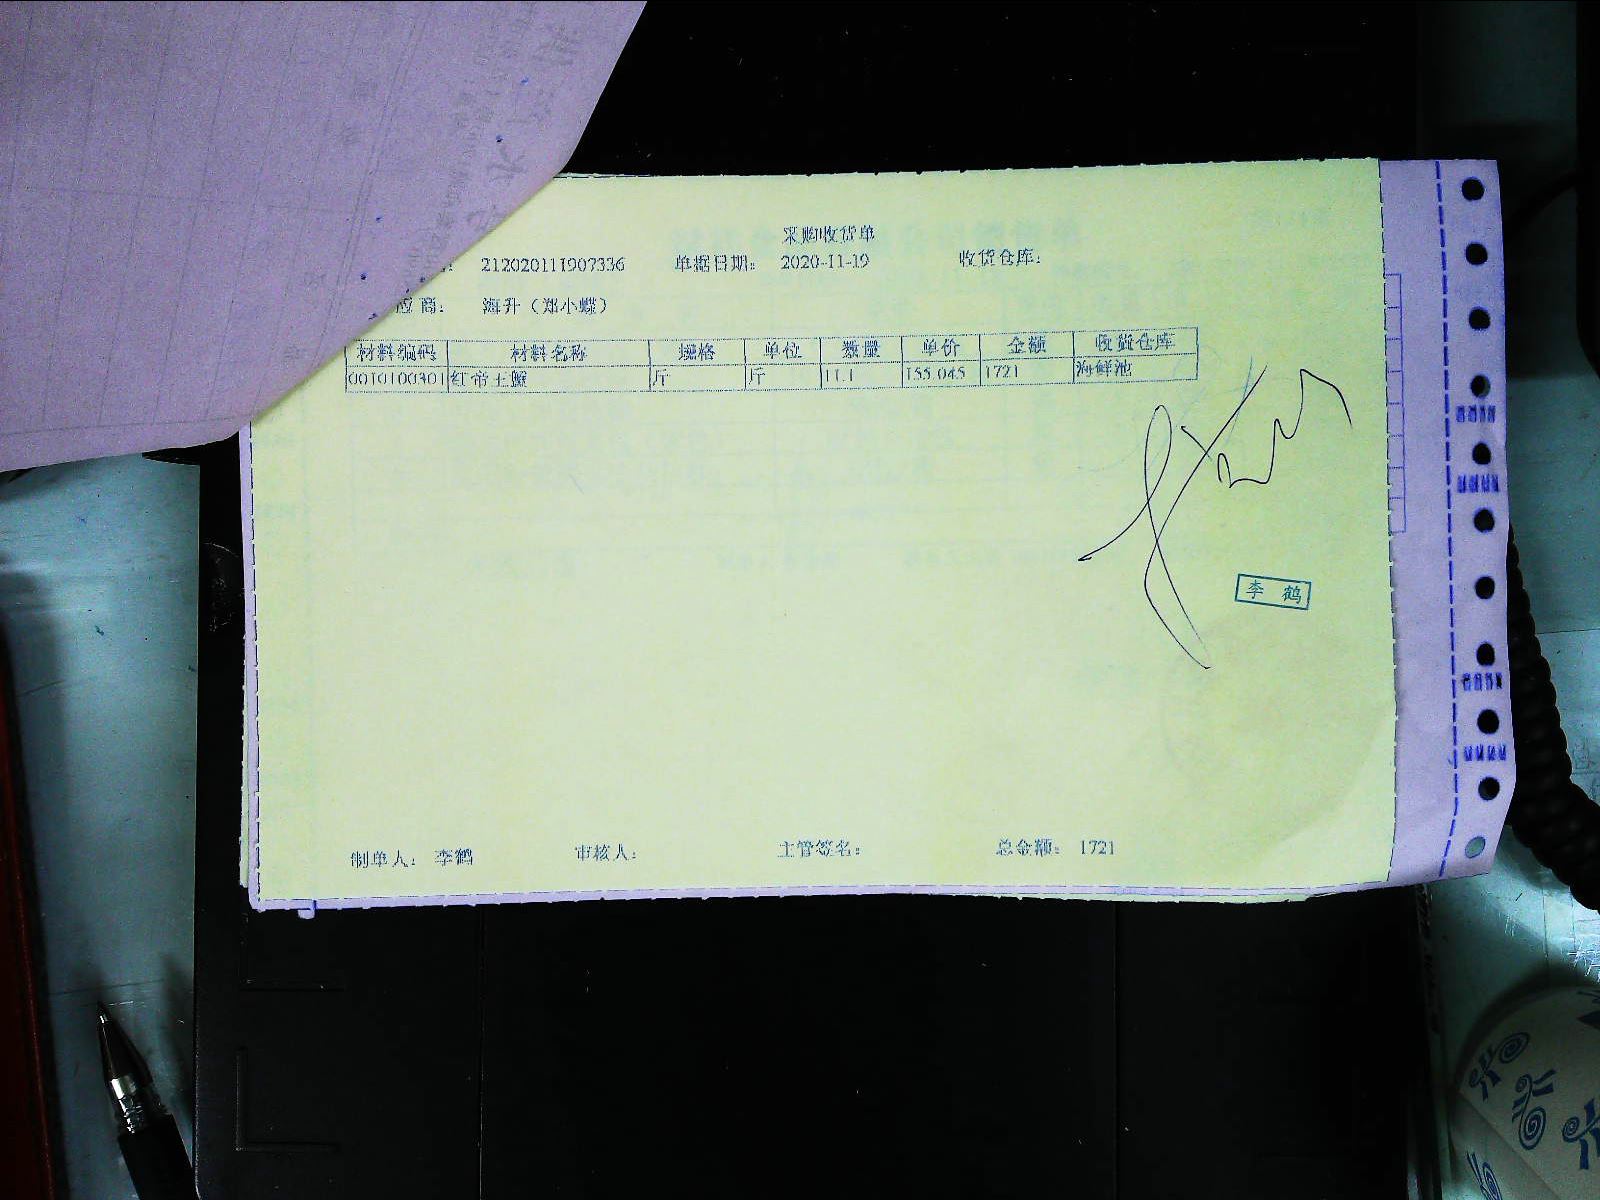 采购收货单
212020111907336 单据日期： 2020-11-19 收货仓库：
应商： 海升（郑小蝶）
材料编码 材料名称 规格 单位 数量 单价 金额 收货仓库
0010100301 红帝王蟹 斤 斤 11.1 155.045 1721 海鲜池
李 鹤
制单人： 李鹤 审核人： 主管签名： 总金额： 1721